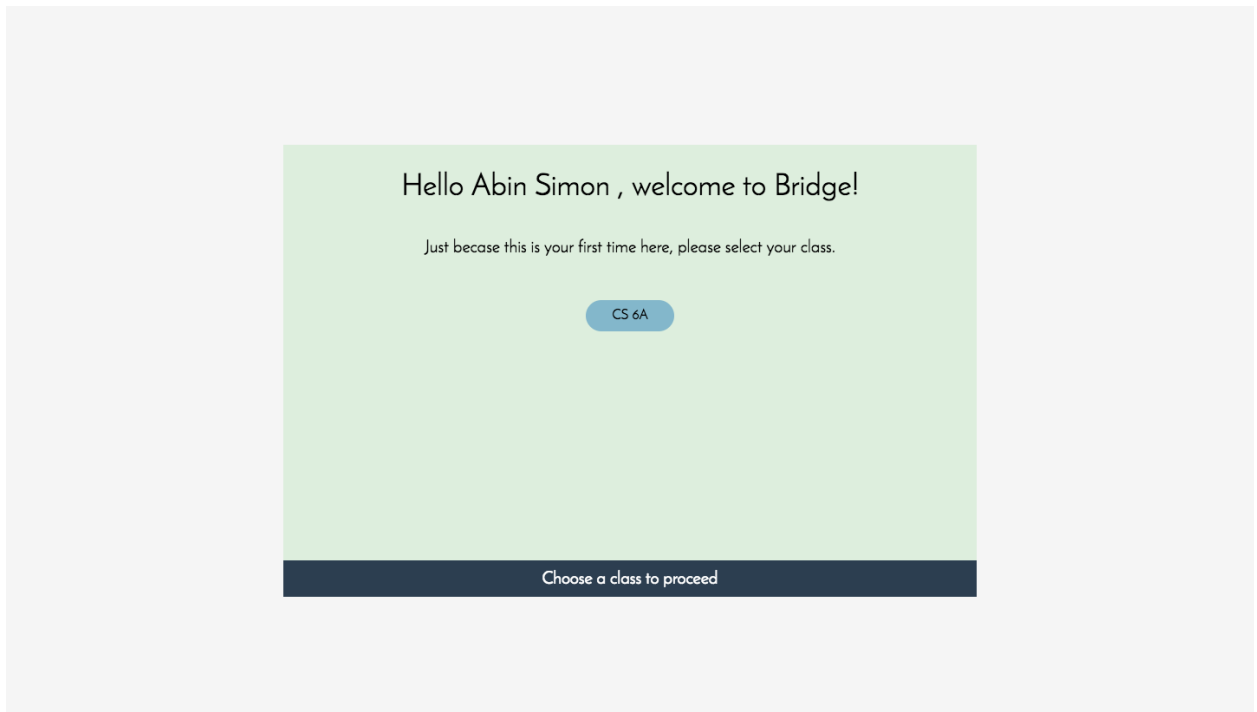 Hello Abin Simon , welcome to Bridge!
Just becase this is your first time here, please select your class.
CS 6A
Choose a class to proceed